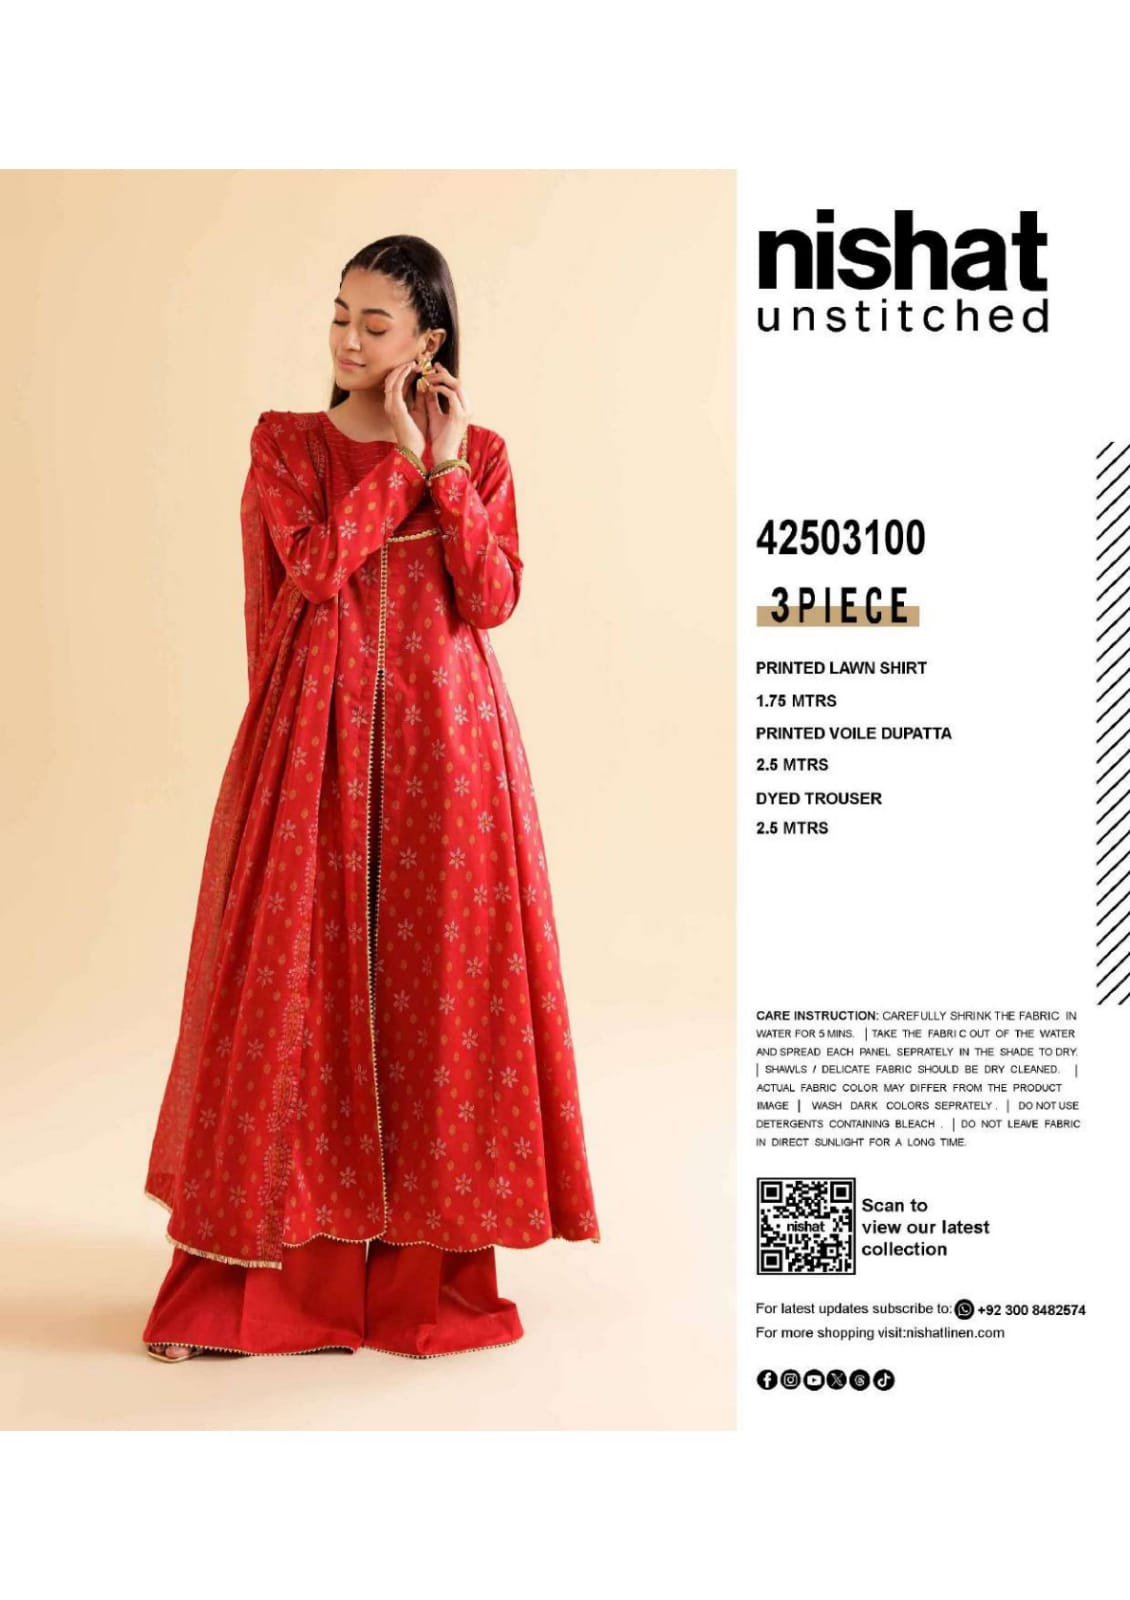 nishat
unstitched
42503100
3 PIECE
PRINTED LAWN SHIRT
1.75 MTRS
PRINTED VOILE DUPATTA
2.5 MTRS
DYED TROUSER
2.5 MTRS
CARE INSTRUCTION: CAREFULLY SHRINK THE FABRIC IN
WATER FOR 5 MINS. | TAKE THE FABRIC OUT OF THE WATER
AND SPREAD EACH PANEL SEPRATELY IN THE SHADE TO DRY.
| SHAWLS / DELICATE FABRIC SHOULD BE DRY CLEANED. |
ACTUAL FABRIC COLOR MAY DIFFER FROM THE PRODUCT
IMAGE | WASH DARK COLORS SEPRATELY. | DO NOT USE
DETERGENTS CONTAINING BLEACH. | DO NOT LEAVE FABRIC
IN DIRECT SUNLIGHT FOR A LONG TIME.
nishat
Scan to
view our latest
collection
For latest updates subscribe to: +92 300 8482574
For more shopping visit:nishatlinen.com